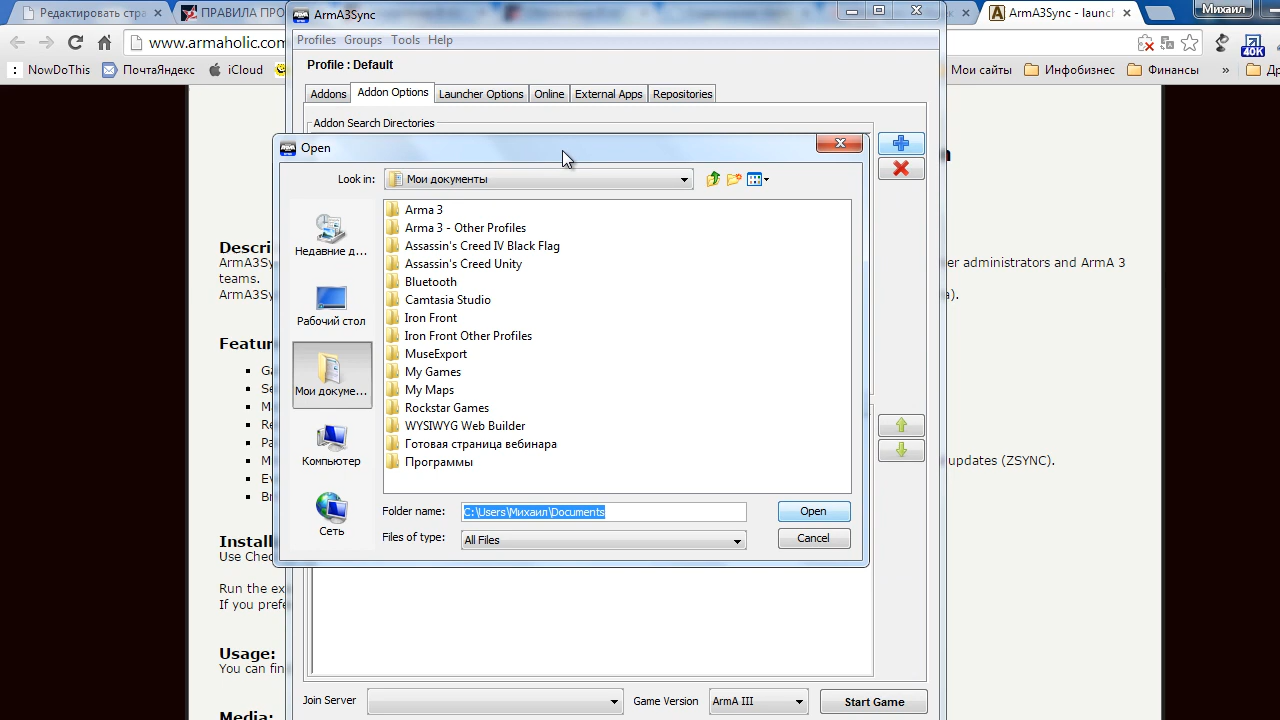 Редактировать стра
ПРАВИЛА ПРО
ArmA3Sync
ArmA3Sync - launch
Михаил
www.armaholic.com
40K
NowDoThis
ПочтаЯндекс
iCloud
Мои сайты
Инфобизнес
Финансы
»
Profiles Groups Tools Help
Profile : Default
Addons
Addon Options
Launcher Options
Online
External Apps
Repositories
Addon Search Directories
Open
Look in:
Мои документы
Недавние д...
Рабочий стол
Мои докуме...
Компьютер
Сеть
Arma 3
Arma 3 - Other Profiles
Assassin's Creed IV Black Flag
Assassin's Creed Unity
Bluetooth
Camtasia Studio
Iron Front
Iron Front Other Profiles
MuseExport
My Games
My Maps
Rockstar Games
WYSIWYG Web Builder
Готовая страница вебинара
Программы
Folder name:
C:\Users\Михаил\Documents
Open
Files of type:
All Files
Cancel
Descri
ArmA3Sy
er administrators and ArmA 3
teams.
ArmA3Sy
a).
Featur
updates (ZSYNC).
Install
Use Chec
Run the ex
If you prefe
Usage:
You can fin
Media:
Join Server
Game Version
ArmA III
Start Game